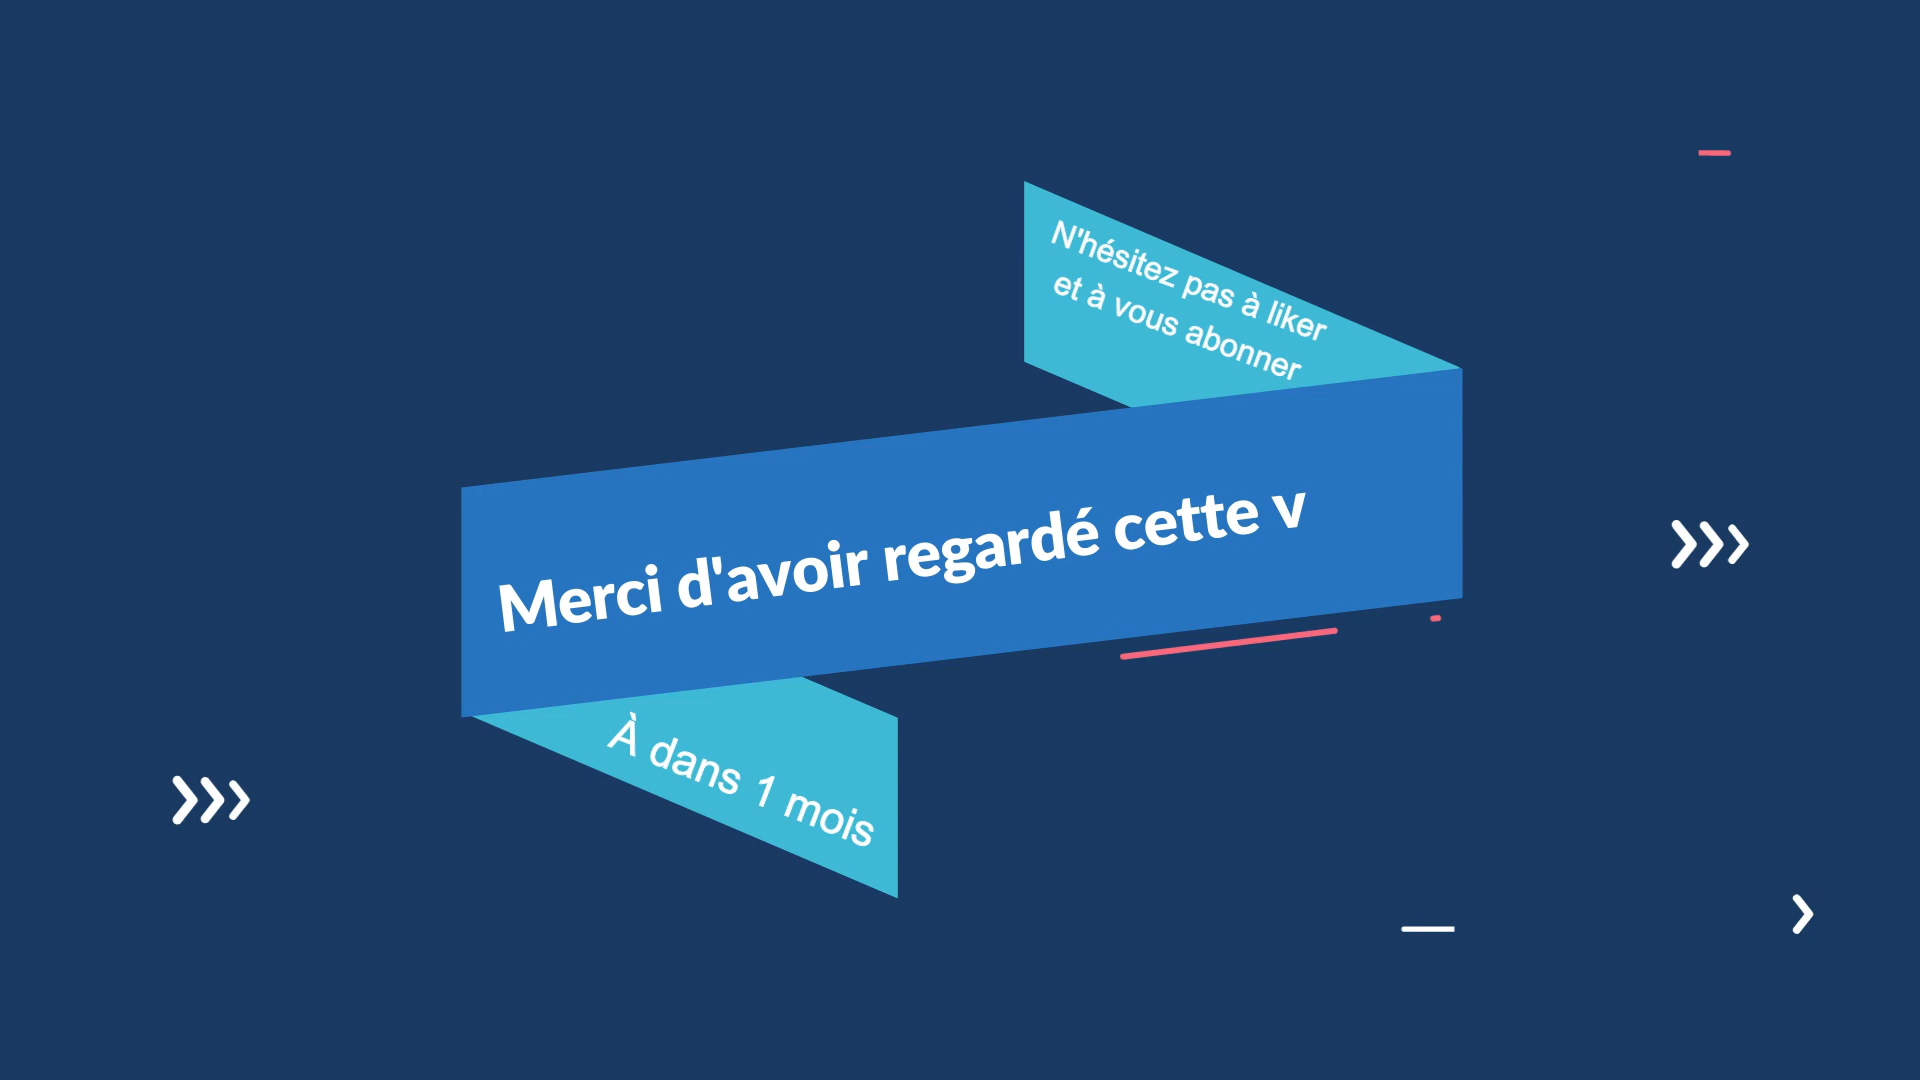 N'hésitez pas à liker
et à vous abonner
Merci d'avoir regardé cette v
À dans 1 mois